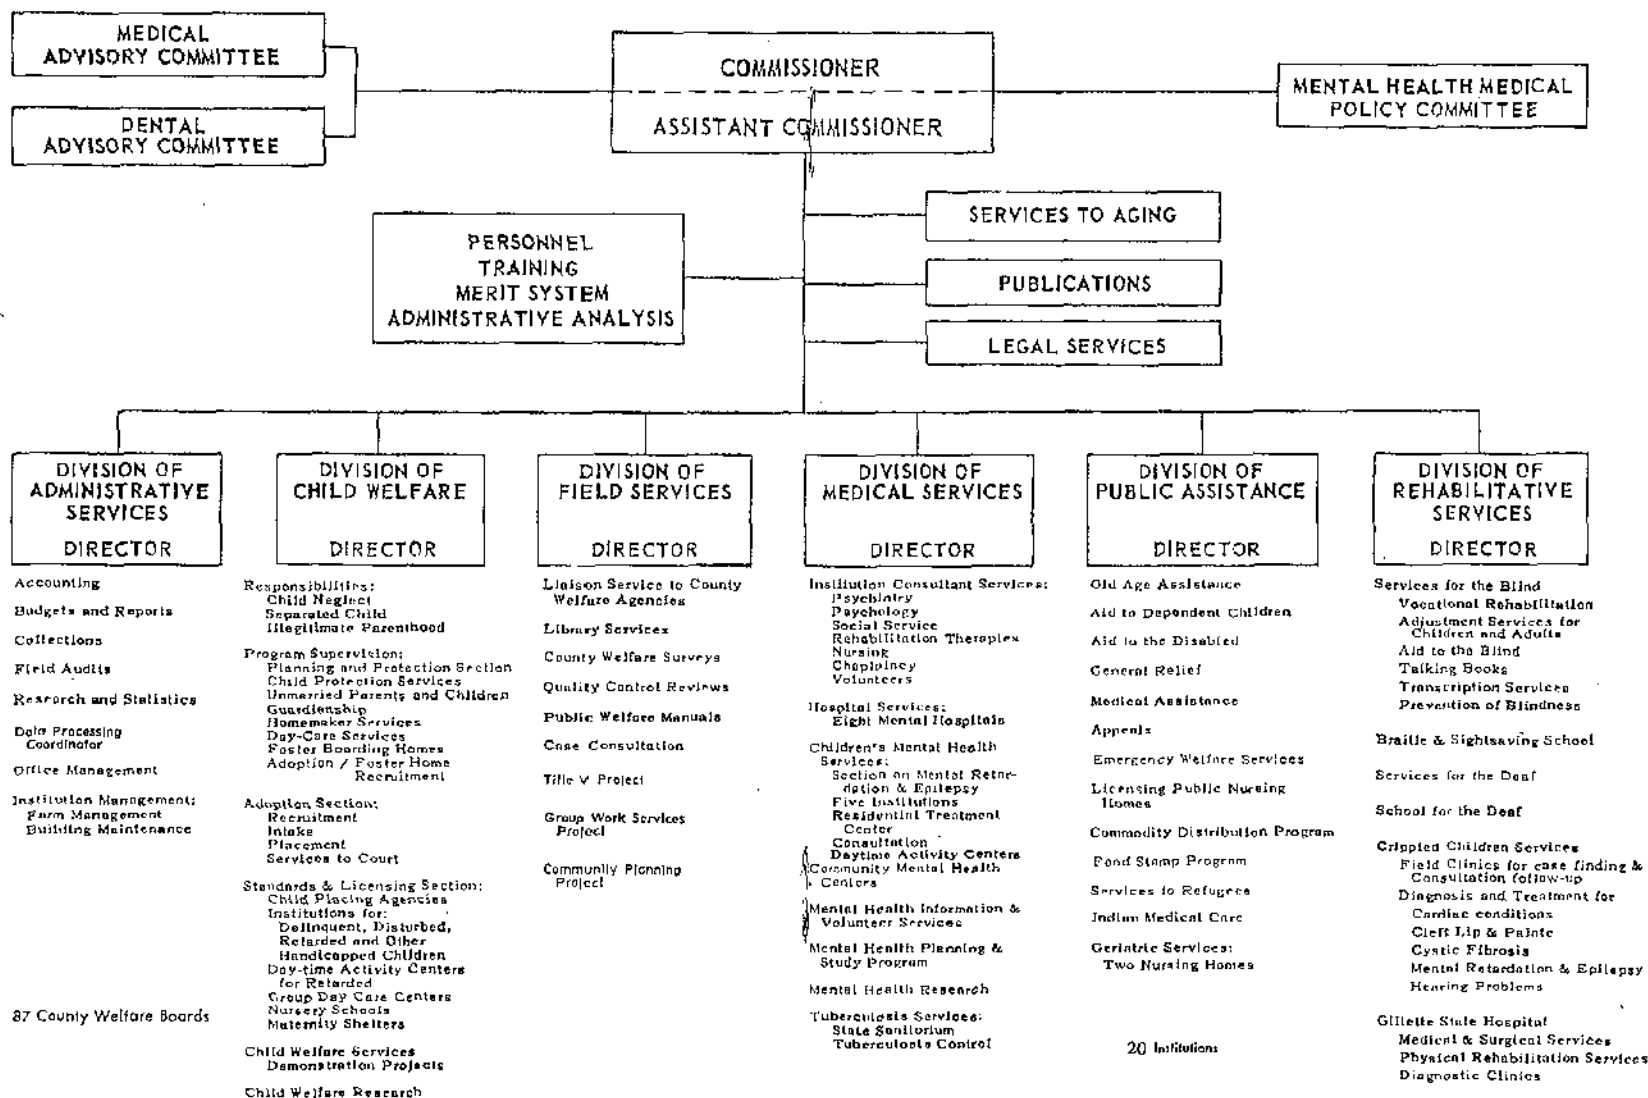 MEDICAL
ADVISORY COMMITTEE
DENTAL
ADVISORY COMMITTEE
COMMISSIONER
ASSISTANT COMMISSIONER
MENTAL HEALTH MEDICAL
POLICY COMMITTEE
PERSONNEL
TRAINING
MERIT SYSTEM
ADMINISTRATIVE ANALYSIS
SERVICES TO AGING
PUBLICATIONS
LEGAL SERVICES
DIVISION OF
ADMINISTRATIVE
SERVICES
DIRECTOR
Accounting
Budgets and Reports
Collections
Field Audits
Research and Statistics
Data Processing
Coordinator
Office Management
Institution Management:
Farm Management
Building Maintenance
87 County Welfare Boards
DIVISION OF
CHILD WELFARE
DIRECTOR
Responsibilities:
Child Neglect
Separated Child
Illegitimate Parenthood
Program Supervision:
Planning and Protection Section
Child Protection Services
Unmarried Parents and Children
Guardianship
Homemaker Services
Day-Care Services
Foster Boarding Homes
Adoption / Foster Home
Recruitment
Adoption Section:
Recruitment
Intake
Placement
Services to Court
Standards & Licensing Section:
Child Placing Agencies
Institutions for:
Delinquent, Disturbed,
Retarded and Other
Handicapped Children
Day-time Activity Centers
for Retarded
Group Day Care Centers
Nursery Schools
Maternity Shelters
Child Welfare Services
Demonstration Projects
Child Welfare Research
DIVISION OF
FIELD SERVICES
DIRECTOR
Liaison Service to County
Welfare Agencies
Library Services
County Welfare Surveys
Quality Control Reviews
Public Welfare Manuals
Case Consultation
Title V Project
Group Work Services
Project
Community Planning
Project
DIVISION OF
MEDICAL SERVICES
DIRECTOR
Institution Consultant Services:
Psychiatry
Psychology
Social Service
Rehabilitation Therapies
Nursing
Chaplaincy
Volunteers
Hospital Services:
Eight Mental Hospitals
Children's Mental Health
Services:
Section on Mental Retar-
dation & Epilepsy
Five Institutions
Residential Treatment
Center
Consultation
Daytime Activity Centers
Community Mental Health
Centers
Mental Health Information &
Volunteer Services
Mental Health Planning &
Study Program
Mental Health Research
Tuberculosis Services:
State Sanitorium
Tuberculosis Control
DIVISION OF
PUBLIC ASSISTANCE
DIRECTOR
Old Age Assistance
Aid to Dependent Children
Aid to the Disabled
General Relief
Medical Assistance
Appeals
Emergency Welfare Services
Licensing Public Nursing
Homes
Commodity Distribution Program
Food Stamp Program
Services to Refugees
Indian Medical Care
Geriatric Services:
Two Nursing Homes
20 Institutions
DIVISION OF
REHABILITATIVE
SERVICES
DIRECTOR
Services for the Blind
Vocational Rehabilitation
Adjustment Services for
Children and Adults
Aid to the Blind
Talking Books
Transcription Services
Prevention of Blindness
Braille & Sightsaving School
Services for the Deaf
School for the Deaf
Crippled Children Services
Field Clinics for case finding &
Consultation follow-up
Diagnosis and Treatment for
Cardiac conditions
Cleft Lip & Palate
Cystic Fibrosis
Mental Retardation & Epilepsy
Hearing Problems
Gillette State Hospital
Medical & Surgical Services
Physical Rehabilitation Services
Diagnostic Clinics